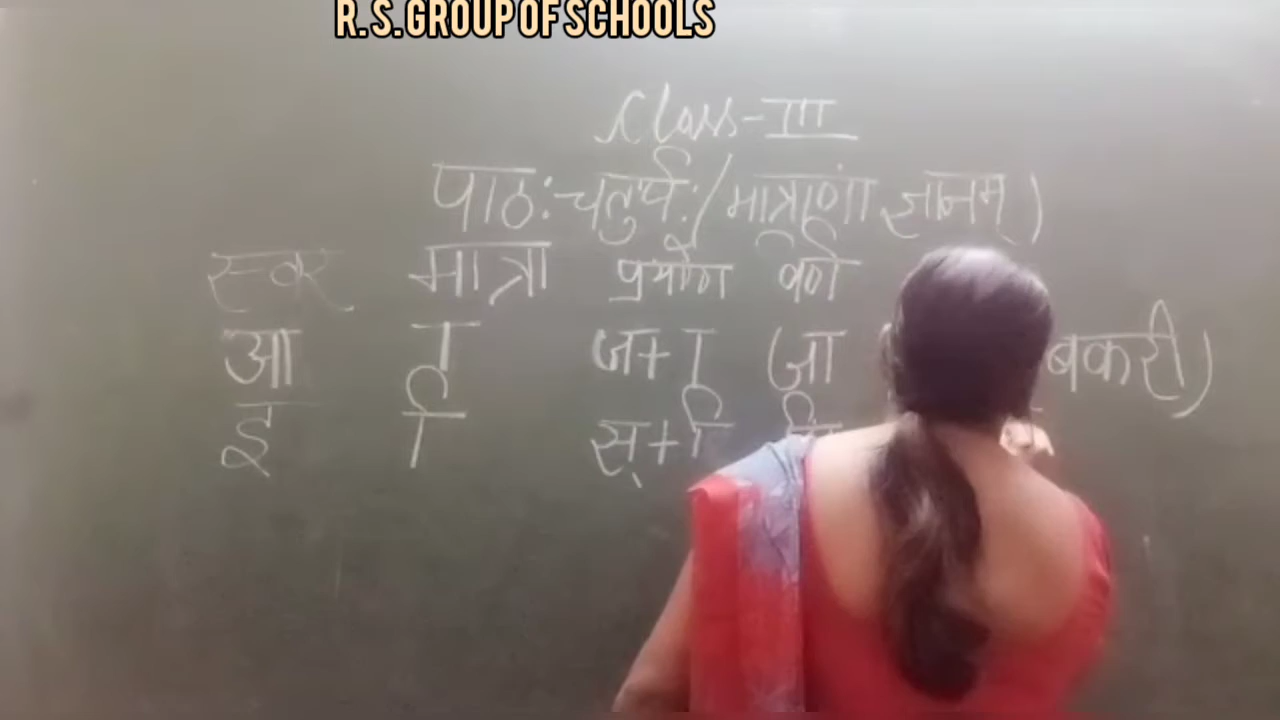 R. S. GROUP OF SCHOOLS
Class-III
पाठः चतुर्थः (मात्राणां ज्ञानम्)
स्वर मात्रा प्रयोग वर्ण
आ ा ज+ा जा बकरी)
इ ि स्+ि